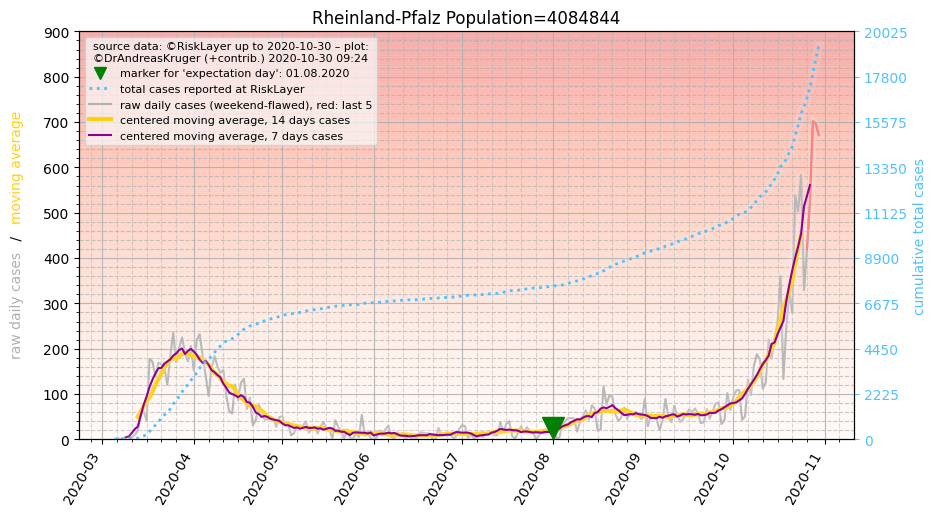 Rheinland-Pfalz Population=4084844
source data: ©RiskLayer up to 2020-10-30 – plot:
©DrAndreasKruger (+contrib.) 2020-10-30 09:24
marker for 'expectation day': 01.08.2020
total cases reported at RiskLayer
raw daily cases (weekend-flawed), red: last 5
centered moving average, 14 days cases
centered moving average, 7 days cases
raw daily cases / moving average
900
800
700
600
500
400
300
200
100
0
20025
17800
15575
13350
11125
8900
6675
4450
2225
0
cumulative total cases
2020-03
2020-04
2020-05
2020-06
2020-07
2020-08
2020-09
2020-10
2020-11